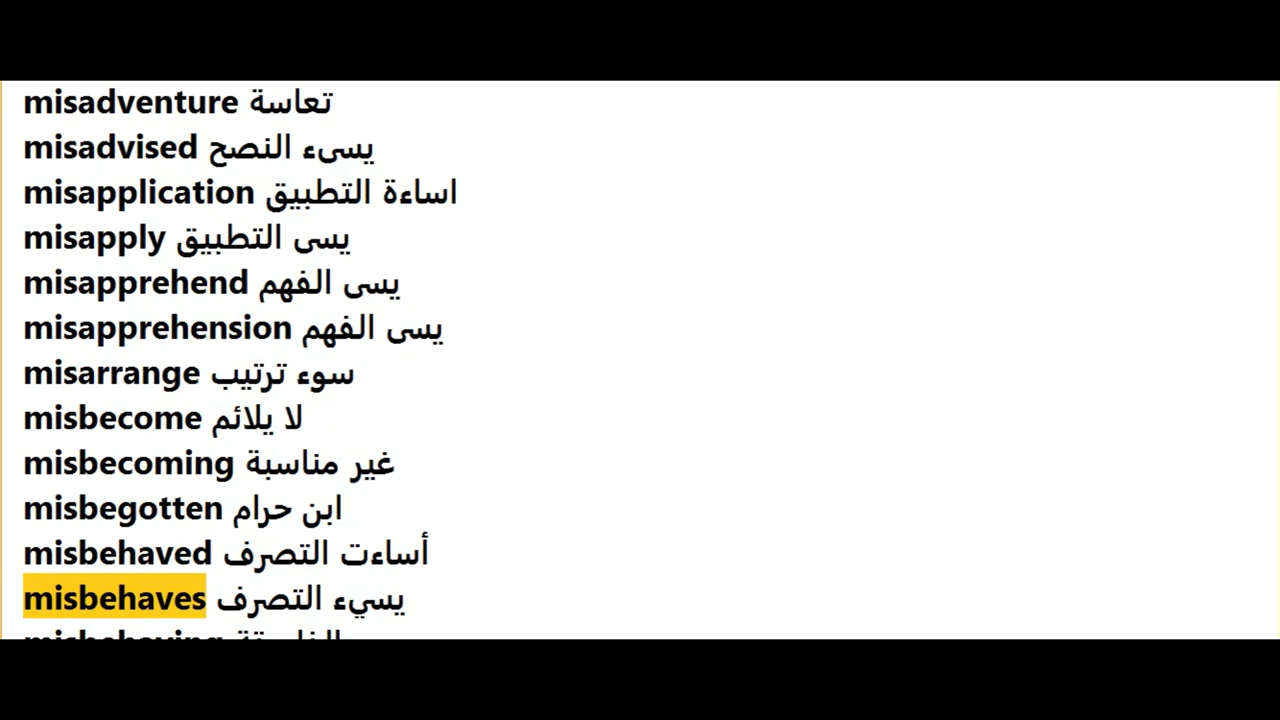 misadventure تعاسة
misadvised يسىء النصح
misapplication اساءة التطبيق
misapply يسى التطبيق
misapprehend يسى الفهم
misapprehension يسى الفهم
misarrange سوء ترتيب
misbecome لا يلائم
misbecoming غير مناسبة
misbegotten ابن حرام
misbehaved أساءت التصرف
misbehaves يسيء التصرف
misbehaving